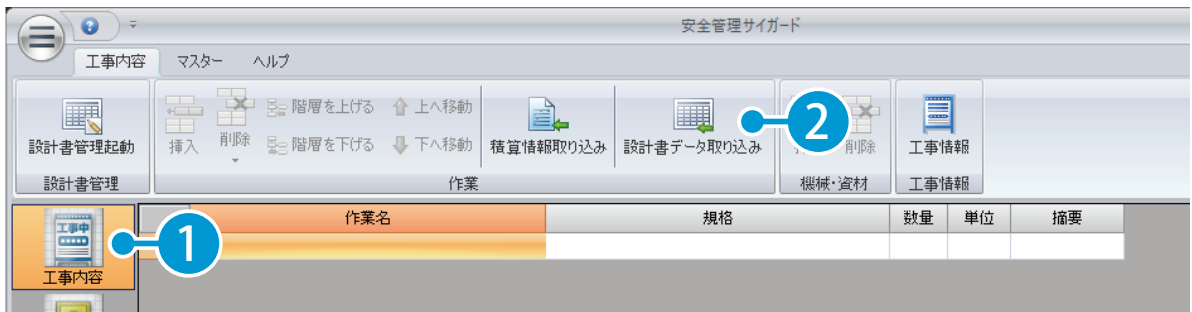 安全管理サイガード
工事内容 マスター ヘルプ
設計書管理起動
挿入
削除
階層を上げる
階層を下げる
上へ移動
下へ移動
積算情報取り込み
設計書データ取り込み
2
削除
工事情報
設計書管理
作業
機械・資材
工事情報
工事中
工事内容
1
作業名 規格 数量 単位 摘要